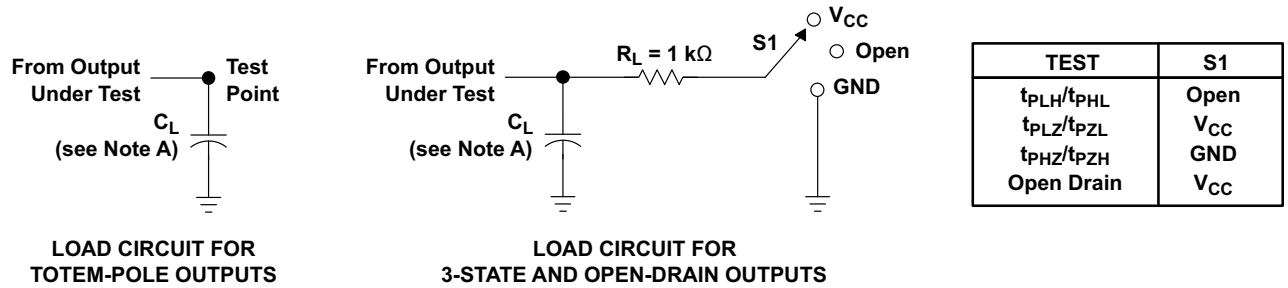 From Output
Under Test
Test
Point
CL
(see Note A)
LOAD CIRCUIT FOR
TOTEM-POLE OUTPUTS
From Output
Under Test
RL = 1 kΩ
S1
VCC
Open
GND
CL
(see Note A)
LOAD CIRCUIT FOR
3-STATE AND OPEN-DRAIN OUTPUTS
TEST S1
tPLH/tPHL Open
tPLZ/tPZL VCC
tPHZ/tPZH GND
Open Drain VCC